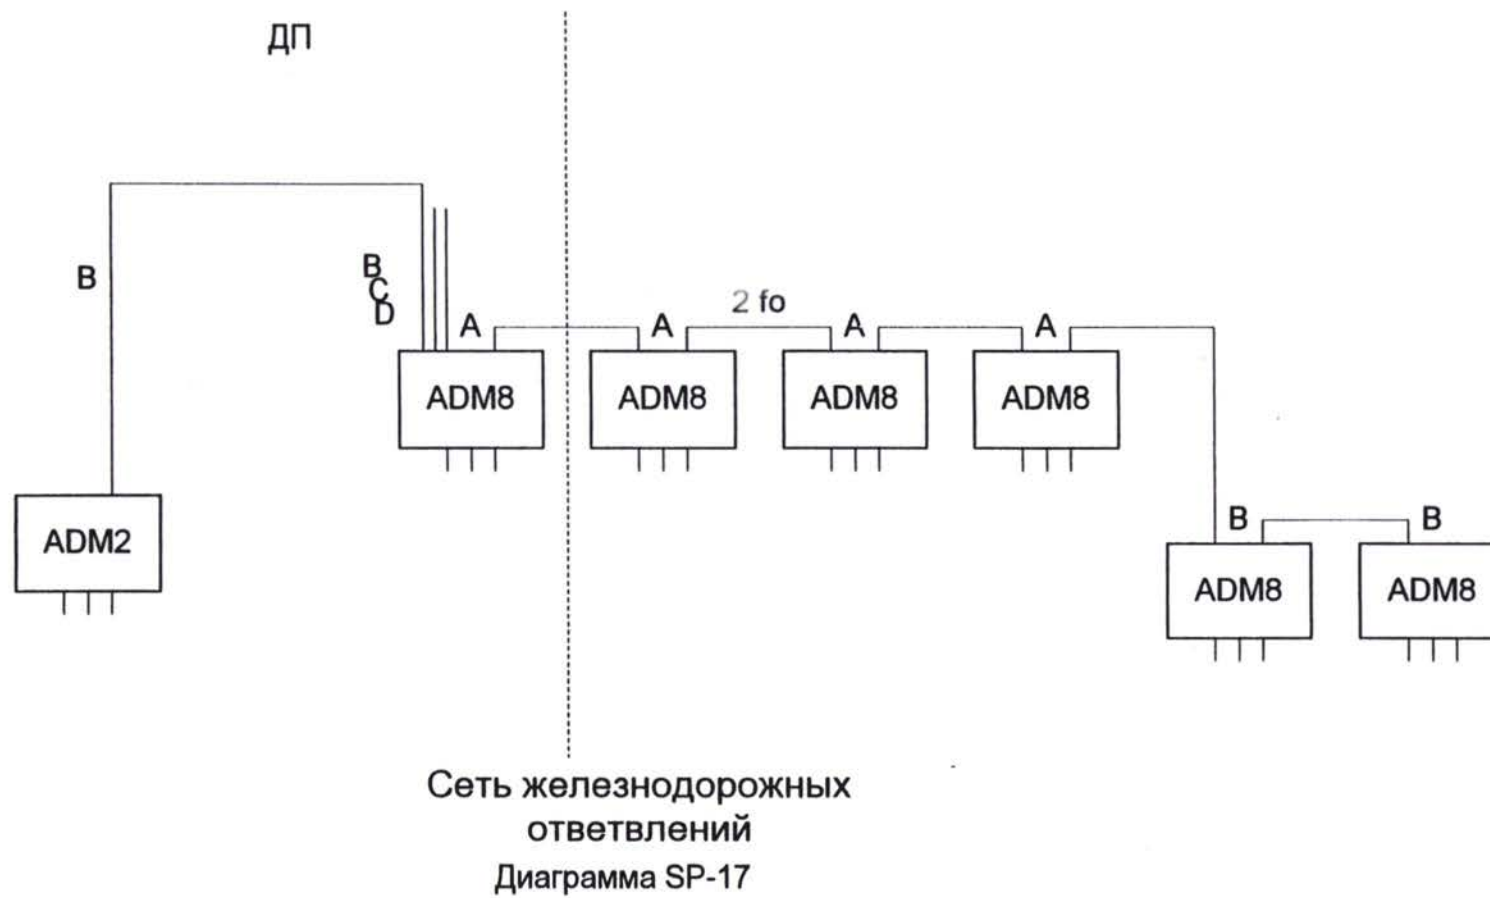 ДП
B
B
C
D
A
A
2 fo
A
A
ADM8
ADM8
ADM8
ADM8
ADM2
B
B
ADM8
ADM8
Сеть железнодорожных
ответвлений
Диаграмма SP-17